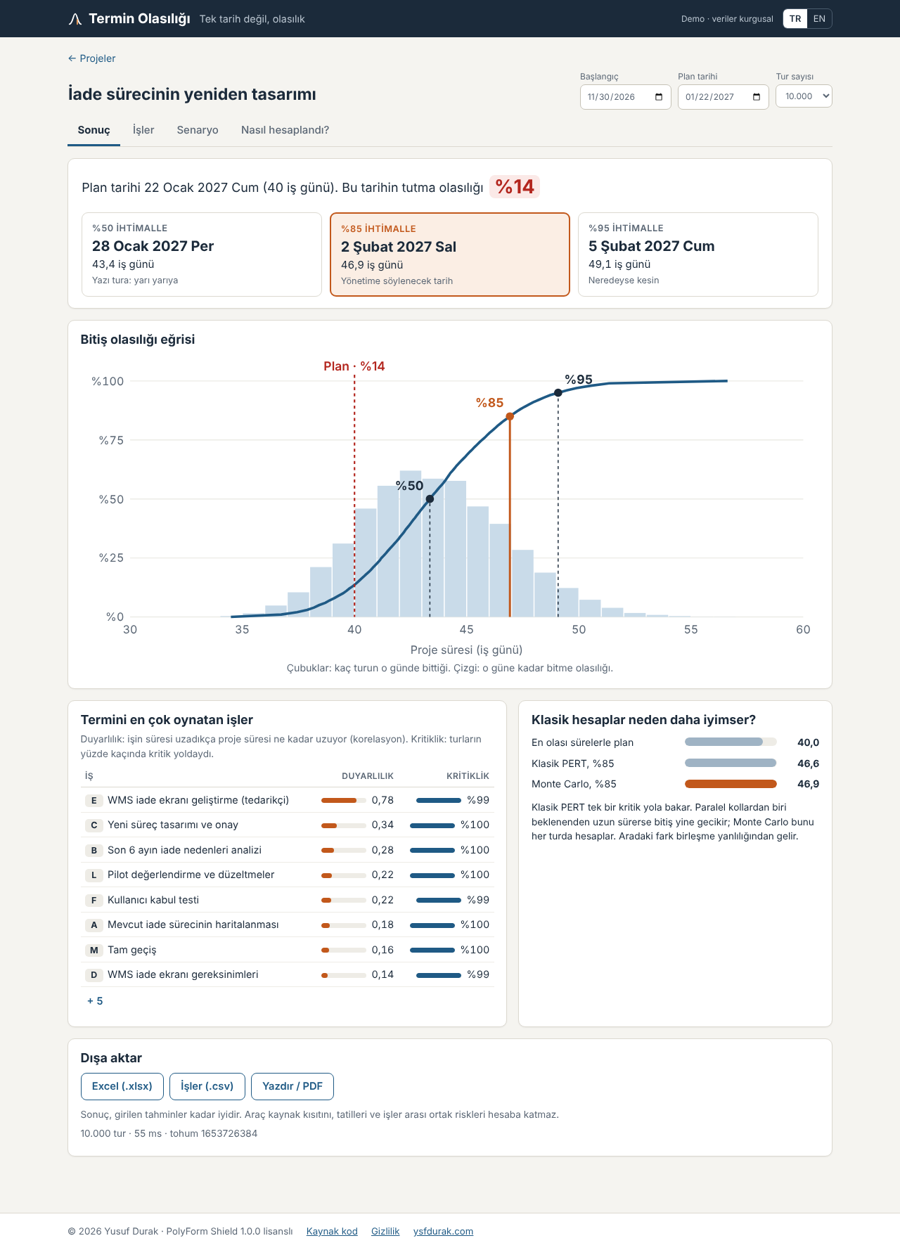 Termin Olasılığı Tek tarih değil, olasılık Demo · veriler kurgusal TR EN
← Projeler
İade sürecinin yeniden tasarımı
Başlangıç Plan tarihi Tur sayısı
11/30/2026 01/22/2027 10.000
Sonuç İşler Senaryo Nasıl hesaplandı?
Plan tarihi 22 Ocak 2027 Cum (40 iş günü). Bu tarihin tutma olasılığı %14
%50 İHTİMALLE
28 Ocak 2027 Per
43,4 iş günü
Yazı tura: yarı yarıya
%85 İHTİMALLE
2 Şubat 2027 Sal
46,9 iş günü
Yönetime söylenecek tarih
%95 İHTİMALLE
5 Şubat 2027 Cum
49,1 iş günü
Neredeyse kesin
Bitiş olasılığı eğrisi
Plan · %14
%100
%95
%85
%75
%50
%50
%25
%0
30 35 40 45 50 55 60
Proje süresi (iş günü)
Çubuklar: kaç turun o günde bittiği. Çizgi: o güne kadar bitme olasılığı.
Termini en çok oynatan işler
Duyarlılık: işin süresi uzadıkça proje süresi ne kadar uzuyor (korelasyon). Kritiklik: turların
yüzde kaçında kritik yoldaydı.
İŞ DUYARLILIK KRİTİKLİK
E WMS iade ekranı geliştirme (tedarikçi) 0,78 %99
C Yeni süreç tasarımı ve onay 0,34 %100
B Son 6 ayın iade nedenleri analizi 0,28 %100
L Pilot değerlendirme ve düzeltmeler 0,22 %100
F Kullanıcı kabul testi 0,22 %99
A Mevcut iade sürecinin haritalanması 0,18 %100
M Tam geçiş 0,16 %100
D WMS iade ekranı gereksinimleri 0,14 %99
+ 5
Klasik hesaplar neden daha iyimser?
En olası sürelerle plan 40,0
Klasik PERT, %85 46,6
Monte Carlo, %85 46,9
Klasik PERT tek bir kritik yola bakar. Paralel kollardan biri
beklenenden uzun sürerse bitiş yine gecikir; Monte Carlo bunu
her turda hesaplar. Aradaki fark birleşme yanlılığından gelir.
Dışa aktar
Excel (.xlsx) İşler (.csv) Yazdır / PDF
Sonuç, girilen tahminler kadar iyidir. Araç kaynak kısıtını, tatilleri ve işler arası ortak riskleri hesaba katmaz.
10.000 tur · 55 ms · tohum 1653726384
© 2026 Yusuf Durak · PolyForm Shield 1.0.0 lisanslı Kaynak kod Gizlilik ysfdurak.com